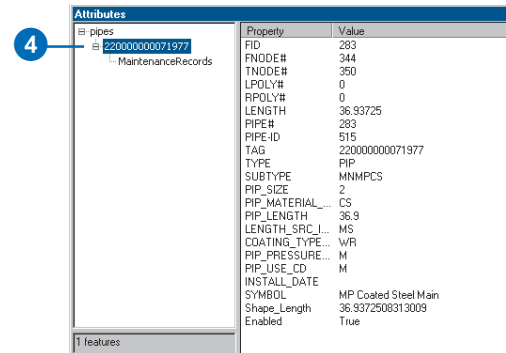 Attributes
4
pipes
220000000071977
MaintenanceRecords
Property Value
FID 283
FNODE# 344
TNODE# 350
LPOLY# 0
RPOLY# 0
LENGTH 36.93725
PIPE# 283
PIPE-ID 515
TAG 220000000071977
TYPE PIP
SUBTYPE MNMPCS
PIP_SIZE 2
PIP_MATERIAL_... CS
PIP_LENGTH 36.9
LENGTH_SRC_I... MS
COATING_TYPE... WR
PIP_PRESSURE... M
PIP_USE_CD M
INSTALL_DATE
SYMBOL MP Coated Steel Main
Shape_Length 36.9372508313009
Enabled True
1 features